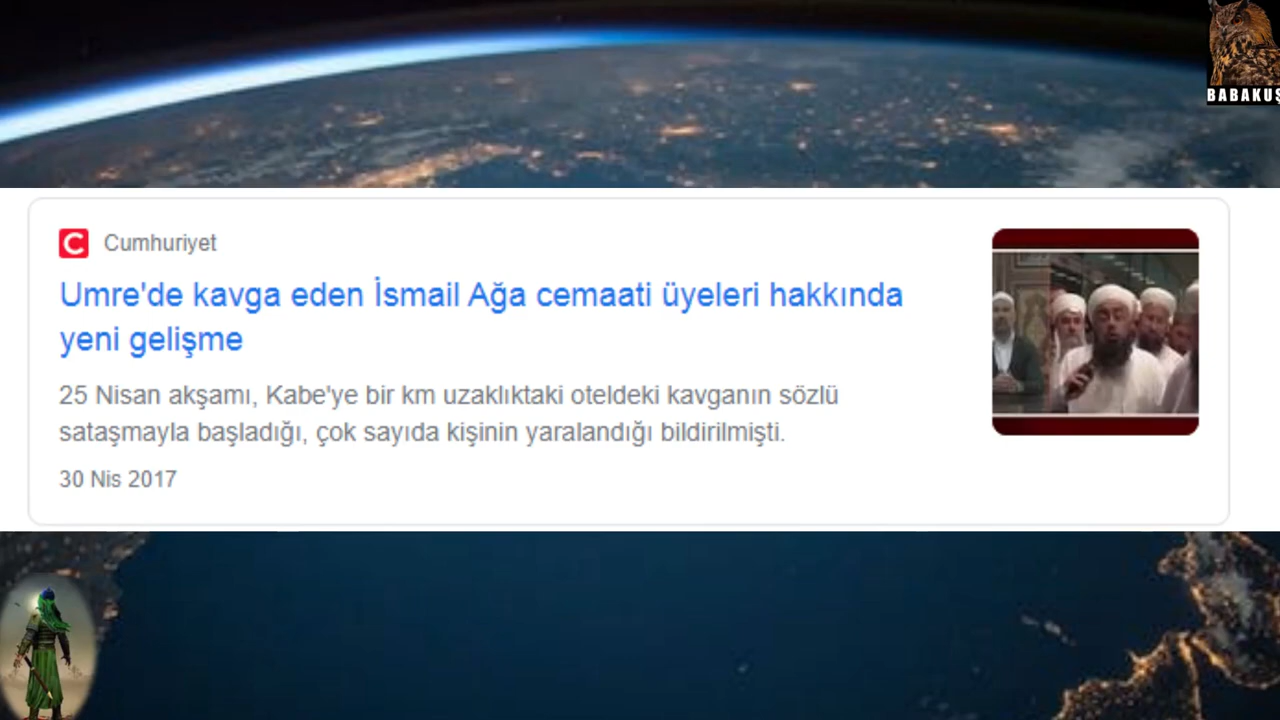 BABAKUŞ
Cumhuriyet
Umre'de kavga eden İsmail Ağa cemaati üyeleri hakkında
yeni gelişme
25 Nisan akşamı, Kabe'ye bir km uzaklıktaki oteldeki kavganın sözlü
sataşmayla başladığı, çok sayıda kişinin yaralandığı bildirilmişti.
30 Nis 2017